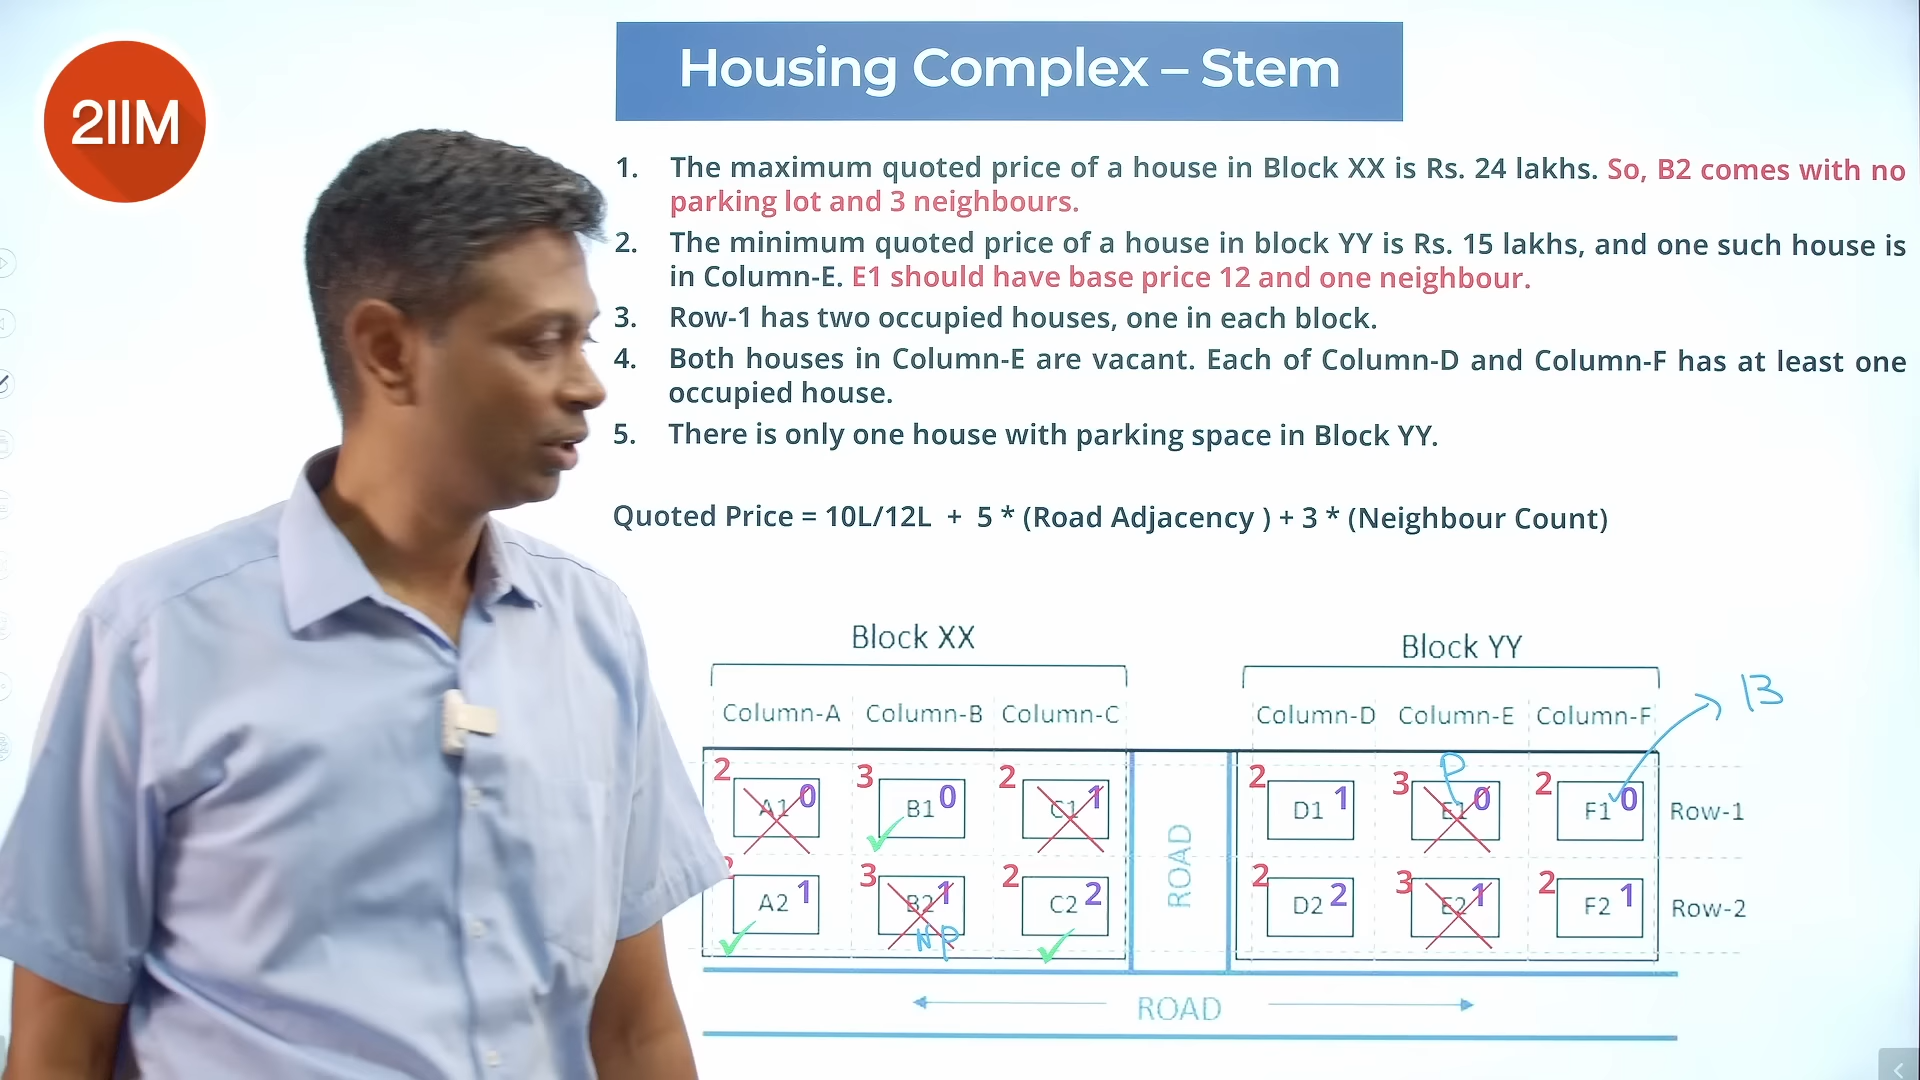 2IIM
Housing Complex – Stem
1. The maximum quoted price of a house in Block XX is Rs. 24 lakhs. So, B2 comes with no
parking lot and 3 neighbours.
2. The minimum quoted price of a house in block YY is Rs. 15 lakhs, and one such house is
in Column-E. E1 should have base price 12 and one neighbour.
3. Row-1 has two occupied houses, one in each block.
4. Both houses in Column-E are vacant. Each of Column-D and Column-F has at least one
occupied house.
5. There is only one house with parking space in Block YY.
Quoted Price = 10L/12L + 5 * (Road Adjacency ) + 3 * (Neighbour Count)
Block XX Block YY
Column-A Column-B Column-C Column-D Column-E Column-F 13
P
2 A1 0 3 B1 0 2 C1 1 2 D1 1 3 E1 0 2 F1 0 Row-1
ROAD
2 A2 1 3 B2 1 2 C2 2 2 D2 2 3 E2 1 2 F2 1 Row-2
NP
ROAD